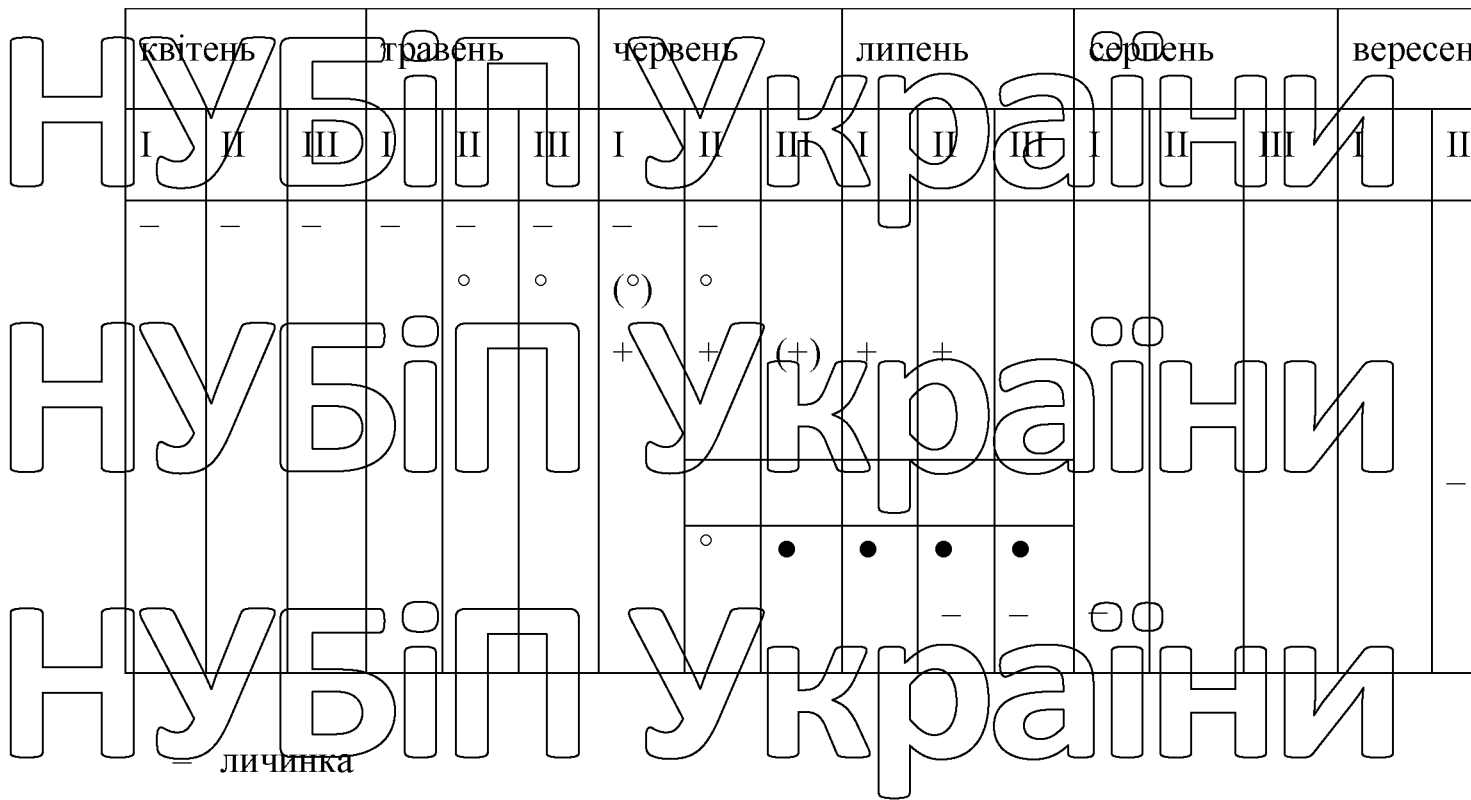 квітень травень червень липень серпень вересен
НУБіП України
I II III I II III I II III I II III I II III I II
– – – – – – – –
° ° (°) °
+ + (+) + +
НУБіП України
–
° ● ● ● ●
– – –
НУБіП України
– личинка